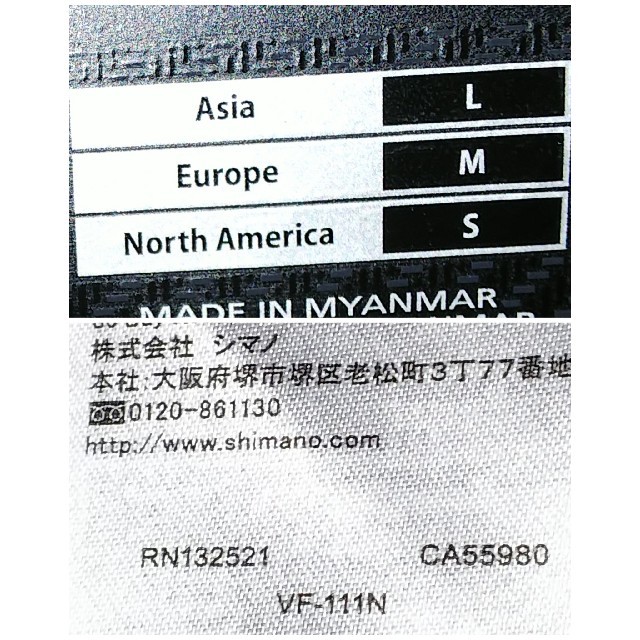 Asia L
Europe M
North America S
MADE IN MYANMAR
株式会社 シマノ
本社:大阪府堺市堺区老松町3丁77番地
0120-861130
http://www.shimano.com
RN132521 CA55980
VF-111N